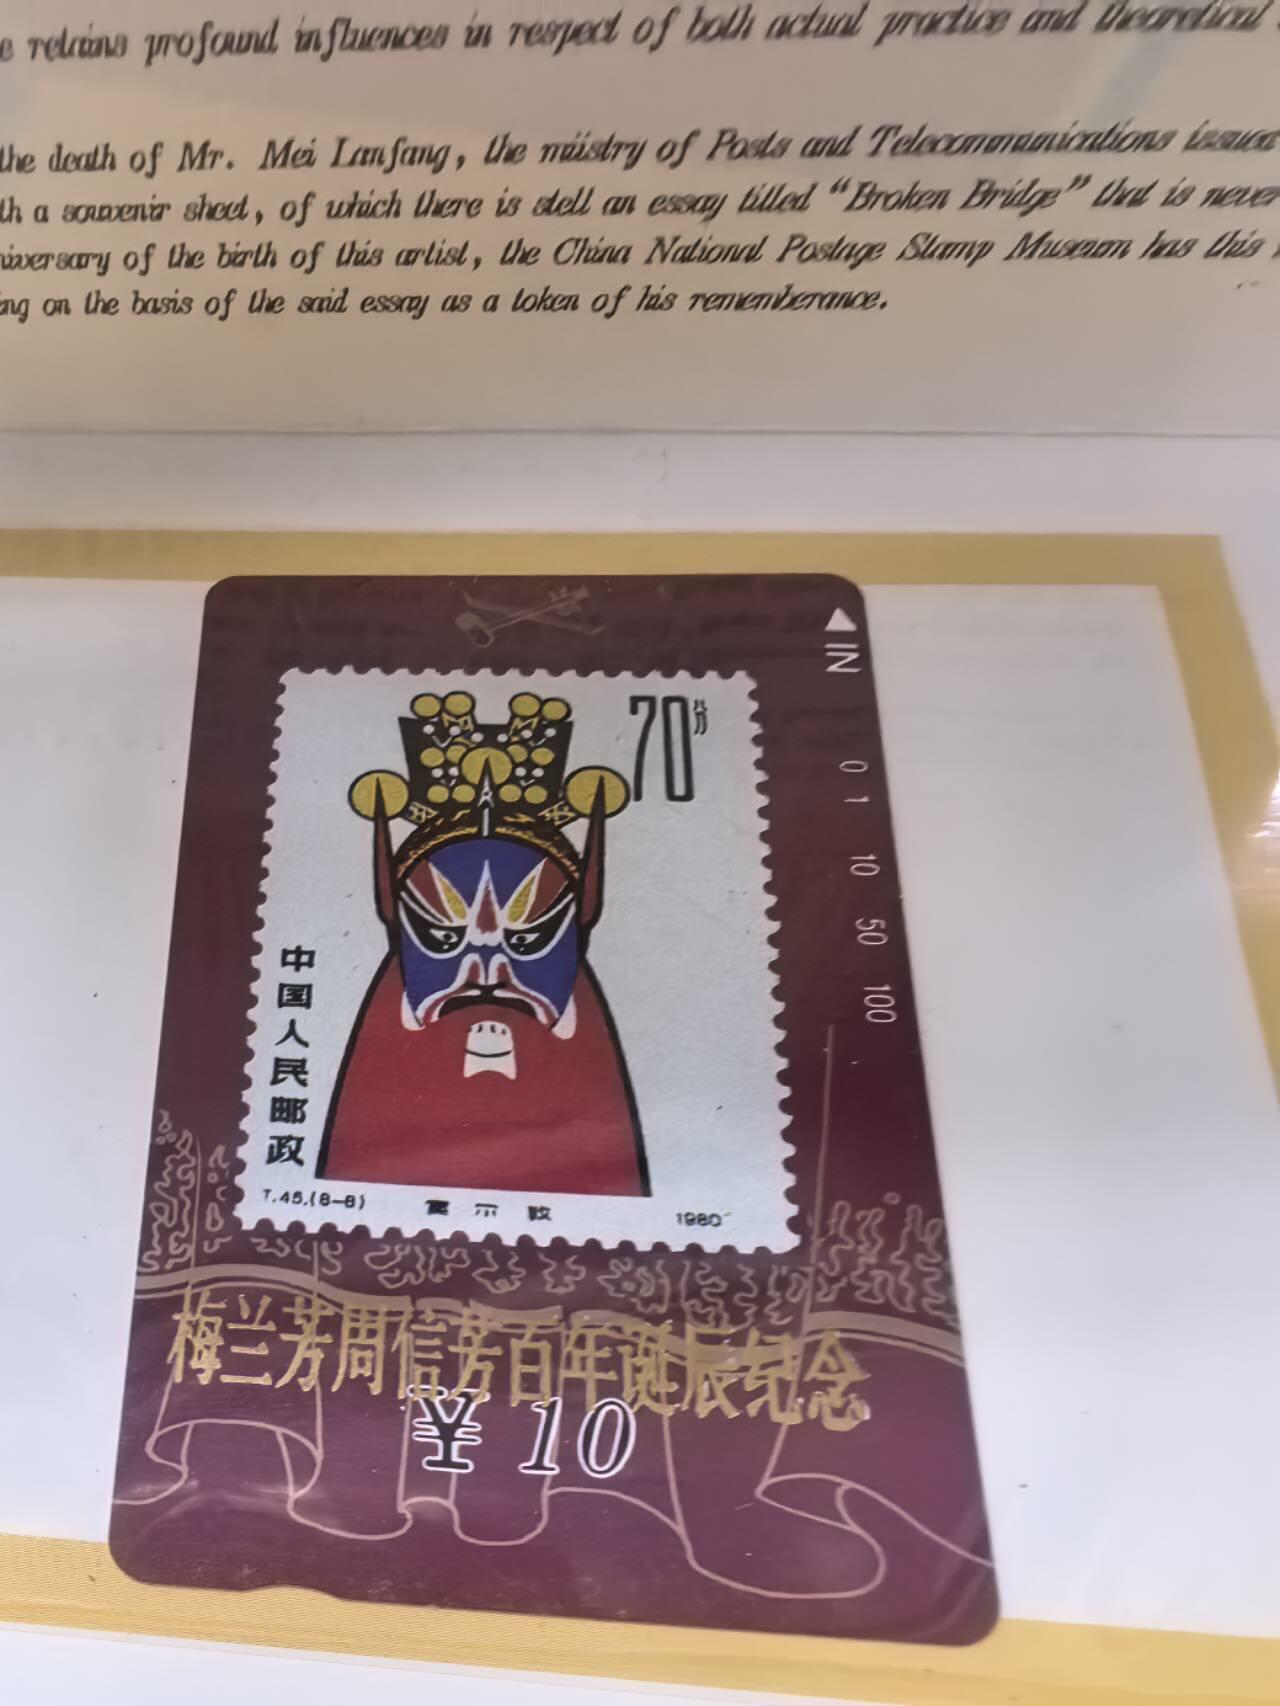 retains profound influences in respect of both actual practice and theoretical
the death of Mr. Mei Lanfang, the miistry of Posts and Telecommunications issued
th a souvenir sheet, of which there is stell an essay titled "Broken Bridge" that is never
niversary of the birth of this artist, the China National Postage Stamp Museum has this
ing on the basis of the said essay as a token of his rememberance.
IN
0
1
10
50
100
70分
中国人民邮政
T.45.(8-8)
1980
梅兰芳周信芳百年诞辰纪念
¥ 10